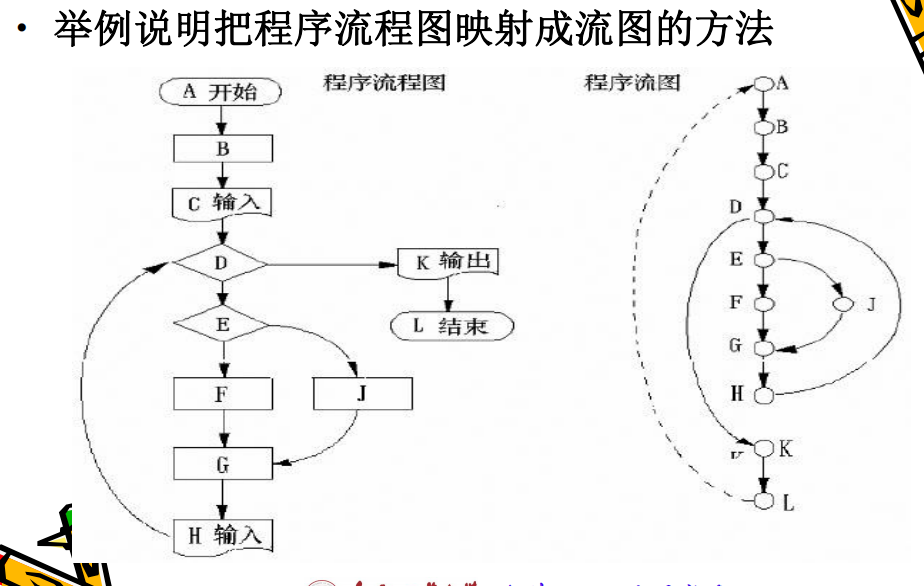 • 举例说明把程序流程图映射成流图的方法
程序流程图
A 开始
B
C 输入
D
K 输出
E
L 结束
F
J
G
H 输入
程序流图
A
B
C
D
E
F
J
G
H
K
L